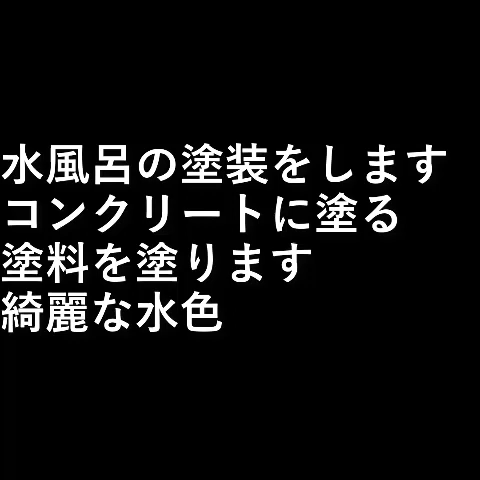 水風呂の塗装をします
コンクリートに塗る
塗料を塗ります
綺麗な水色